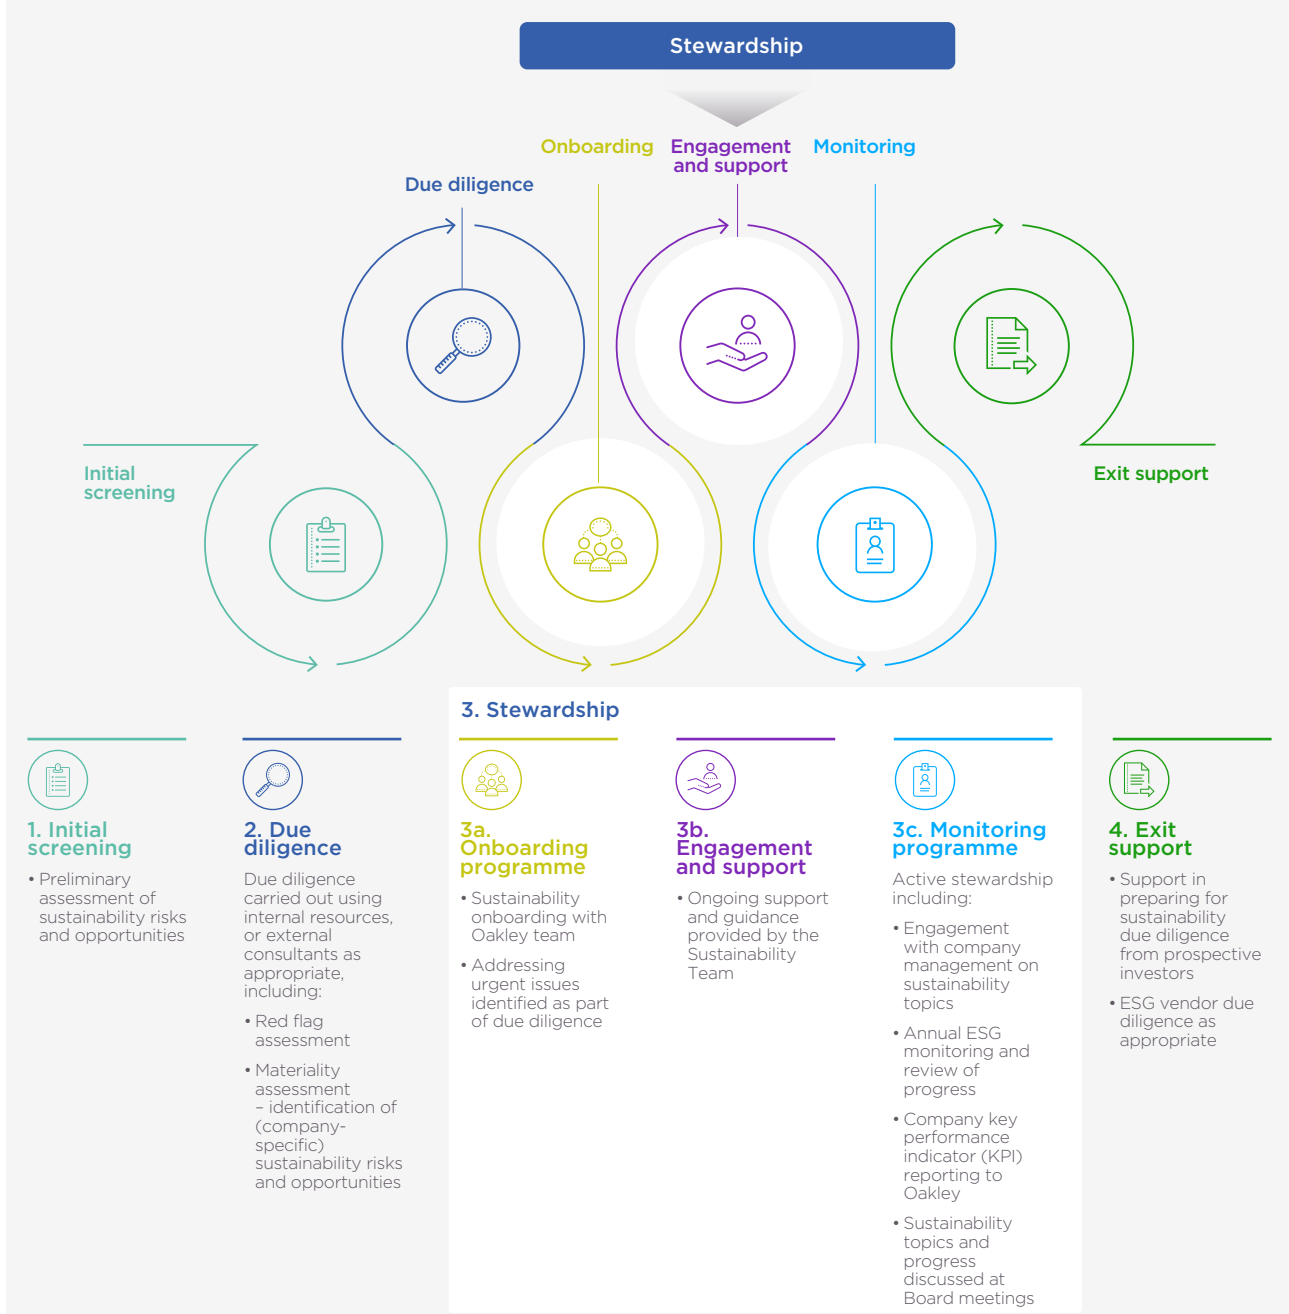 Stewardship
Onboarding
Engagement
and support
Monitoring
Due diligence
Initial
screening
Exit support
3. Stewardship
1. Initial
screening
• Preliminary
assessment of
sustainability risks
and opportunities
2. Due
diligence
Due diligence
carried out using
internal resources,
or external
consultants as
appropriate,
including:
• Red flag
assessment
• Materiality
assessment
– identification of
(company-
specific)
sustainability risks
and opportunities
3a.
Onboarding
programme
• Sustainability
onboarding with
Oakley team
• Addressing
urgent issues
identified as part
of due diligence
3b.
Engagement
and support
• Ongoing support
and guidance
provided by the
Sustainability
Team
3c. Monitoring
programme
Active stewardship
including:
• Engagement
with company
management on
sustainability
topics
• Annual ESG
monitoring and
review of
progress
• Company key
performance
indicator (KPI)
reporting to
Oakley
• Sustainability
topics and
progress
discussed at
Board meetings
4. Exit
support
• Support in
preparing for
sustainability
due diligence
from prospective
investors
• ESG vendor due
diligence as
appropriate